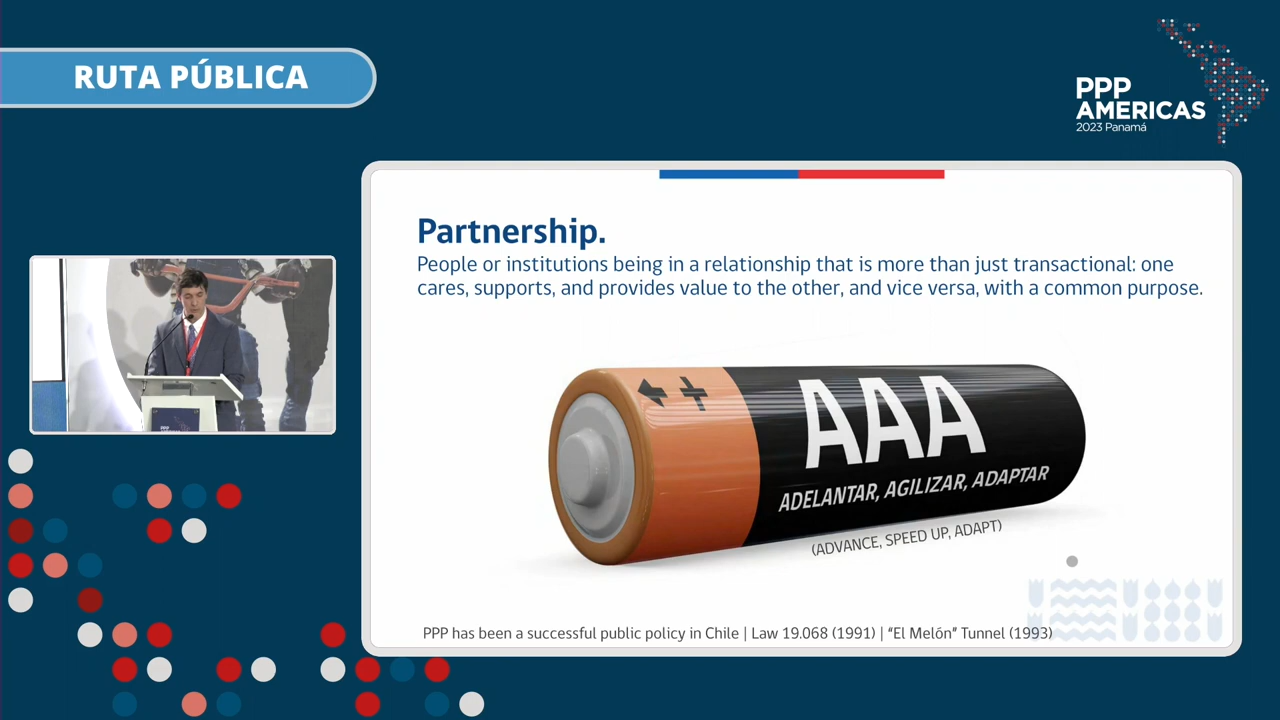 RUTA PÚBLICA
PPP
AMERICAS
2023 Panamá
Partnership.
People or institutions being in a relationship that is more than just transactional: one
cares, supports, and provides value to the other, and vice versa, with a common purpose.
AAA
ADELANTAR, AGILIZAR, ADAPTAR
(ADVANCE, SPEED UP, ADAPT)
PPP has been a successful public policy in Chile | Law 19.068 (1991) | "El Melón" Tunnel (1993)